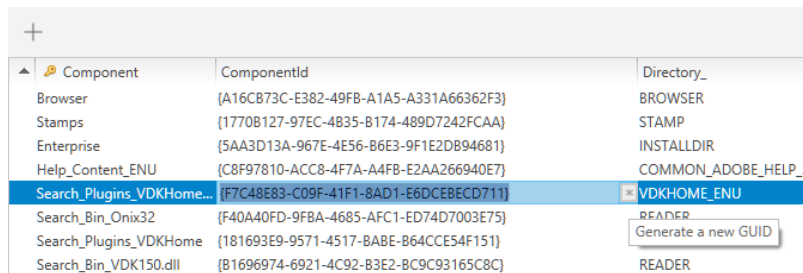 Component ComponentId Directory_
Browser {A16CB73C-E382-49FB-A1A5-A331A66362F3} BROWSER
Stamps {1770B127-97EC-4B35-B174-489D7242FCAA} STAMP
Enterprise {5AA3D13A-967E-4E56-B6E3-9F1E2DB94681} INSTALLDIR
Help_Content_ENU {C8F97810-ACC8-4F7A-A4FB-E2AA266940E7} COMMON_ADOBE_HELP_
Search_Plugins_VDKHome... {F7C48E83-C09F-41F1-8AD1-E6DCEBECD711} VDKHOME_ENU
Search_Bin_Onix32 {F40A40FD-9FBA-4685-AFC1-ED74D7003E75} READER
Generate a new GUID
Search_Plugins_VDKHome {181693E9-9571-4517-BABE-B64CCE54F151}
Search_Bin_VDK150.dll {B1696974-6921-4C92-B3E2-BC9C93165C8C} READER